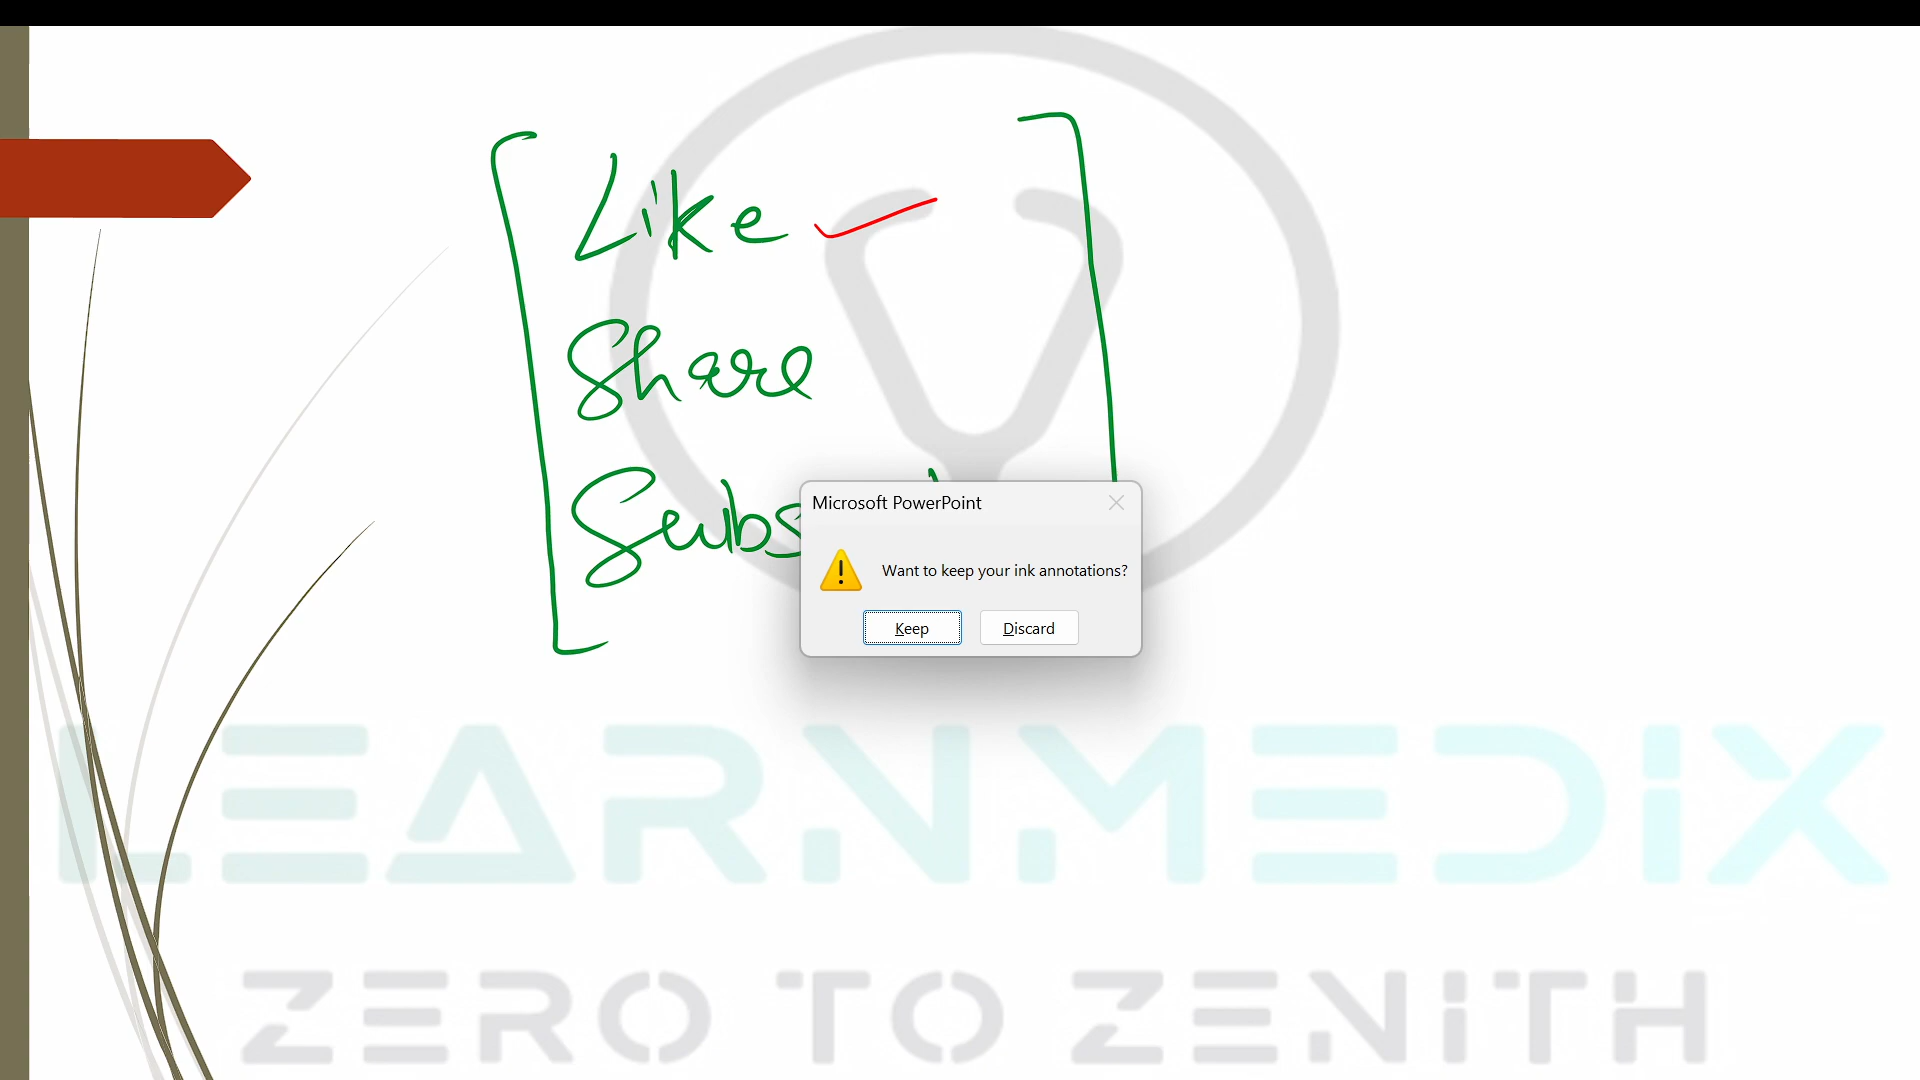 Like
Share
Subs
Microsoft PowerPoint
Want to keep your ink annotations?
Keep
Discard
LEARNMEDIX
ZERO TO ZENITH